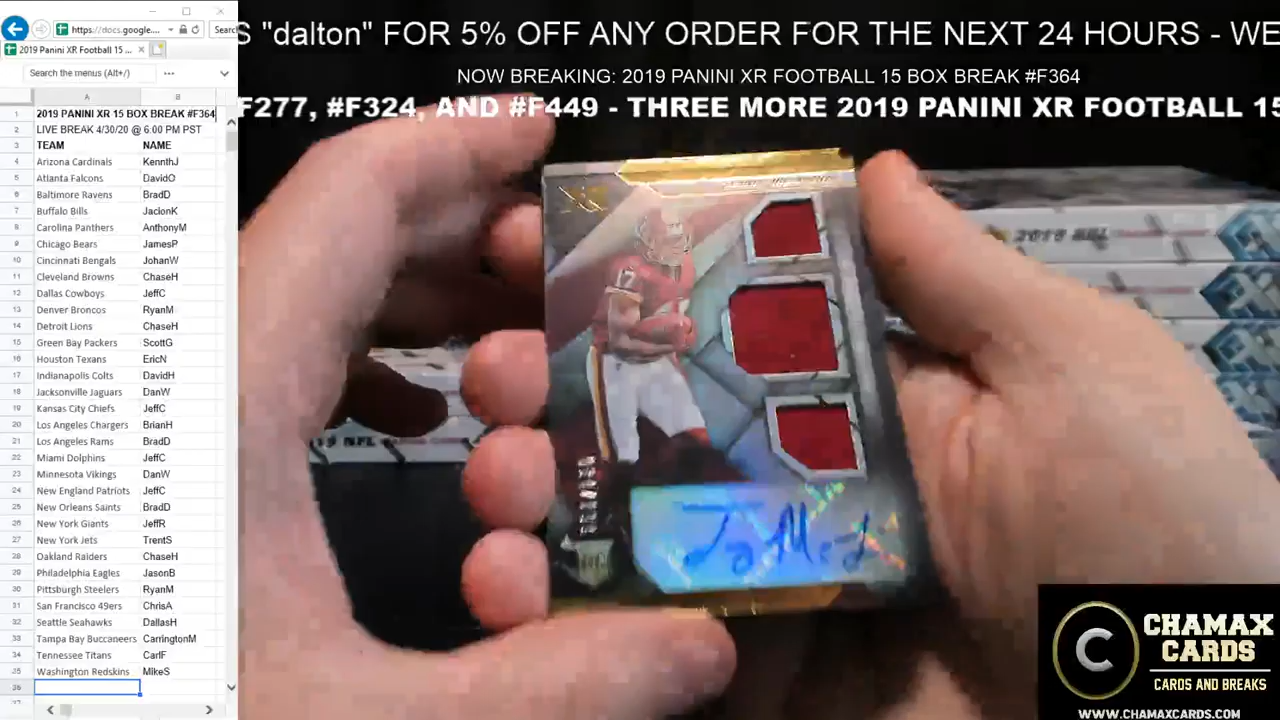 https://docs.google....
Searc
2019 Panini XR Football 15 ...
Search the menus (Alt+/)
A B
1 2019 PANINI XR 15 BOX BREAK #F364
2 LIVE BREAK 4/30/20 @ 6:00 PM PST
3 TEAM NAME
4 Arizona Cardinals KennthJ
5 Atlanta Falcons DavidO
6 Baltimore Ravens BradD
7 Buffalo Bills JacionK
8 Carolina Panthers AnthonyM
9 Chicago Bears JamesP
10 Cincinnati Bengals JohanW
11 Cleveland Browns ChaseH
12 Dallas Cowboys JeffC
13 Denver Broncos RyanM
14 Detroit Lions ChaseH
15 Green Bay Packers ScottG
16 Houston Texans EricN
17 Indianapolis Colts DavidH
18 Jacksonville Jaguars DanW
19 Kansas City Chiefs JeffC
20 Los Angeles Chargers BrianH
21 Los Angeles Rams BradD
22 Miami Dolphins JeffC
23 Minnesota Vikings DanW
24 New England Patriots JeffC
25 New Orleans Saints BradD
26 New York Giants JeffR
27 New York Jets TrentS
28 Oakland Raiders ChaseH
29 Philadelphia Eagles JasonB
30 Pittsburgh Steelers RyanM
31 San Francisco 49ers ChrisA
32 Seattle Seahawks DallasH
33 Tampa Bay Buccaneers CarringtonM
34 Tennessee Titans CarlF
35 Washington Redskins MikeS
36
S "dalton" FOR 5% OFF ANY ORDER FOR THE NEXT 24 HOURS - WE
NOW BREAKING: 2019 PANINI XR FOOTBALL 15 BOX BREAK #F364
F277, #F324, AND #F449 - THREE MORE 2019 PANINI XR FOOTBALL 15
17
C
CHAMAX
CARDS
CARDS AND BREAKS
WWW.CHAMAXCARDS.COM